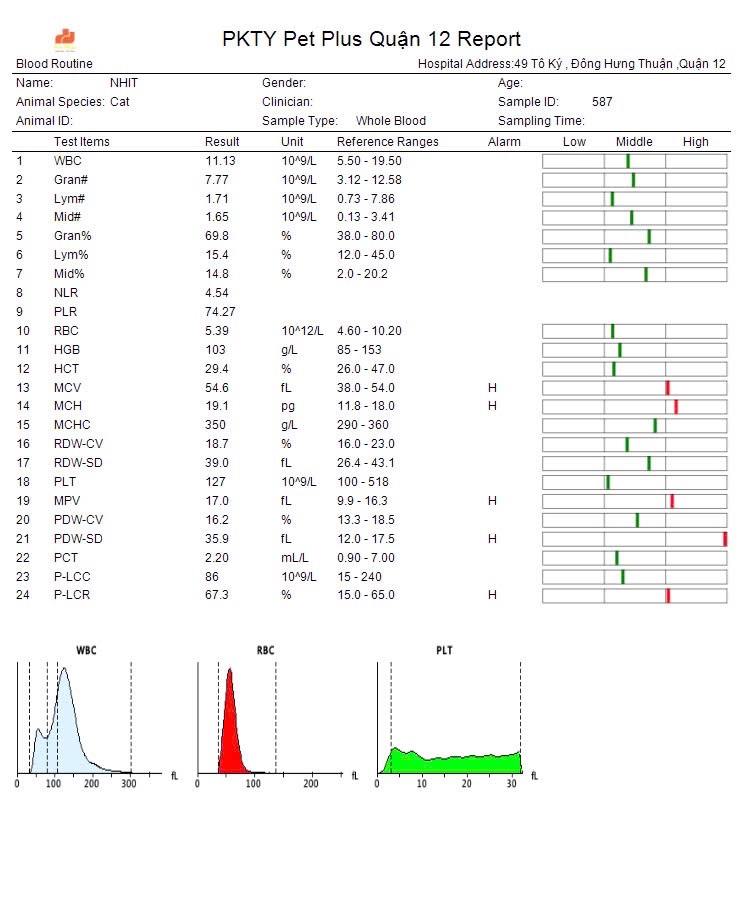 PKTY Pet Plus Quận 12 Report
Blood Routine Hospital Address:49 Tô Ký , Đông Hưng Thuận ,Quận 12
Name: NHIT Gender: Age:
Animal Species: Cat Clinician: Sample ID: 587
Animal ID: Sample Type: Whole Blood Sampling Time:
Test Items Result Unit Reference Ranges Alarm Low Middle High
1 WBC 11.13 10^9/L 5.50 - 19.50
2 Gran# 7.77 10^9/L 3.12 - 12.58
3 Lym# 1.71 10^9/L 0.73 - 7.86
4 Mid# 1.65 10^9/L 0.13 - 3.41
5 Gran% 69.8 % 38.0 - 80.0
6 Lym% 15.4 % 12.0 - 45.0
7 Mid% 14.8 % 2.0 - 20.2
8 NLR 4.54
9 PLR 74.27
10 RBC 5.39 10^12/L 4.60 - 10.20
11 HGB 103 g/L 85 - 153
12 HCT 29.4 % 26.0 - 47.0
13 MCV 54.6 fL 38.0 - 54.0 H
14 MCH 19.1 pg 11.8 - 18.0 H
15 MCHC 350 g/L 290 - 360
16 RDW-CV 18.7 % 16.0 - 23.0
17 RDW-SD 39.0 fL 26.4 - 43.1
18 PLT 127 10^9/L 100 - 518
19 MPV 17.0 fL 9.9 - 16.3 H
20 PDW-CV 16.2 % 13.3 - 18.5
21 PDW-SD 35.9 fL 12.0 - 17.5 H
22 PCT 2.20 mL/L 0.90 - 7.00
23 P-LCC 86 10^9/L 15 - 240
24 P-LCR 67.3 % 15.0 - 65.0 H
WBC RBC PLT
0 100 200 300 fL 0 100 200 fL 0 10 20 30 fL